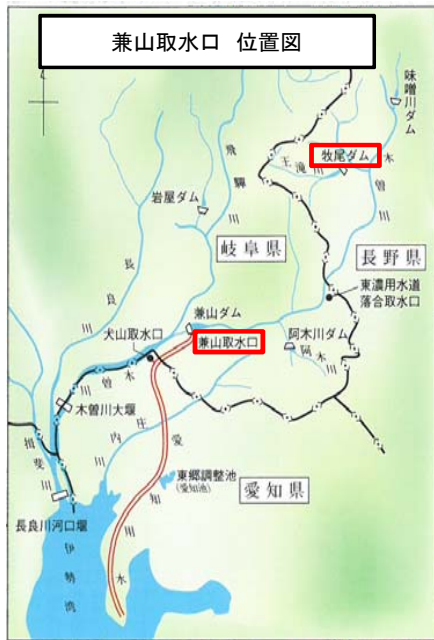 兼山取水口 位置図
味噌川ダム
牧尾ダム
王滝川
木曽川
飛騨川
岩屋ダム
岐阜県
長野県
長良川
東濃用水道
落合取水口
兼山ダム
犬山取水口
兼山取水口
阿木川ダム
阿木川
木曽川
木曽川大堰
庄内川
揖斐川
愛知用水
東郷調整池
(愛知池)
愛知県
長良川河口堰
伊勢湾